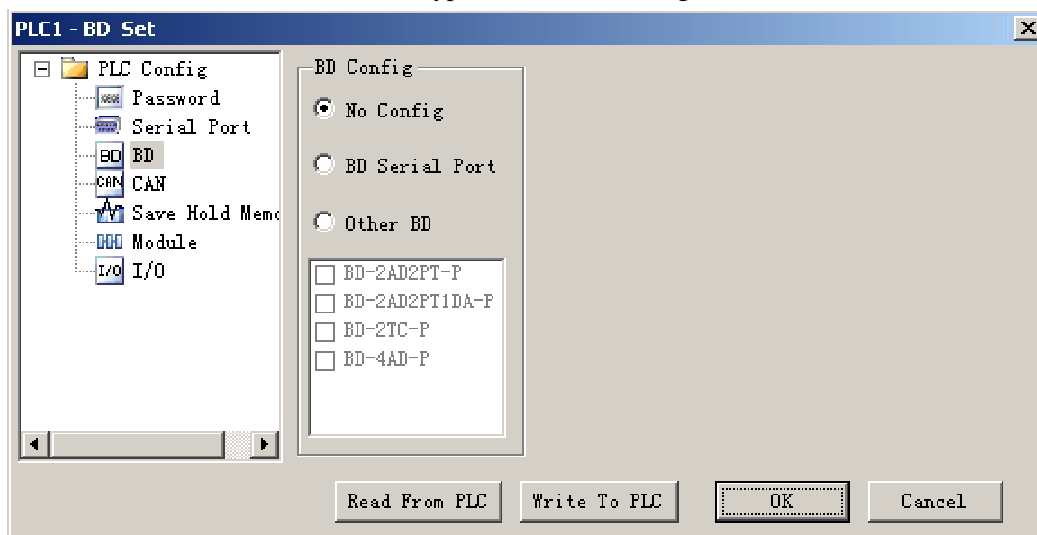 PLC1 - BD Set
PLC Config
Password
Serial Port
BD BD
CAN CAN
Save Hold Memo
Module
I/O I/O
BD Config
No Config
BD Serial Port
Other BD
BD-2AD2PT-P
BD-2AD2PT1DA-P
BD-2TC-P
BD-4AD-P
Read From PLC Write To PLC OK Cancel